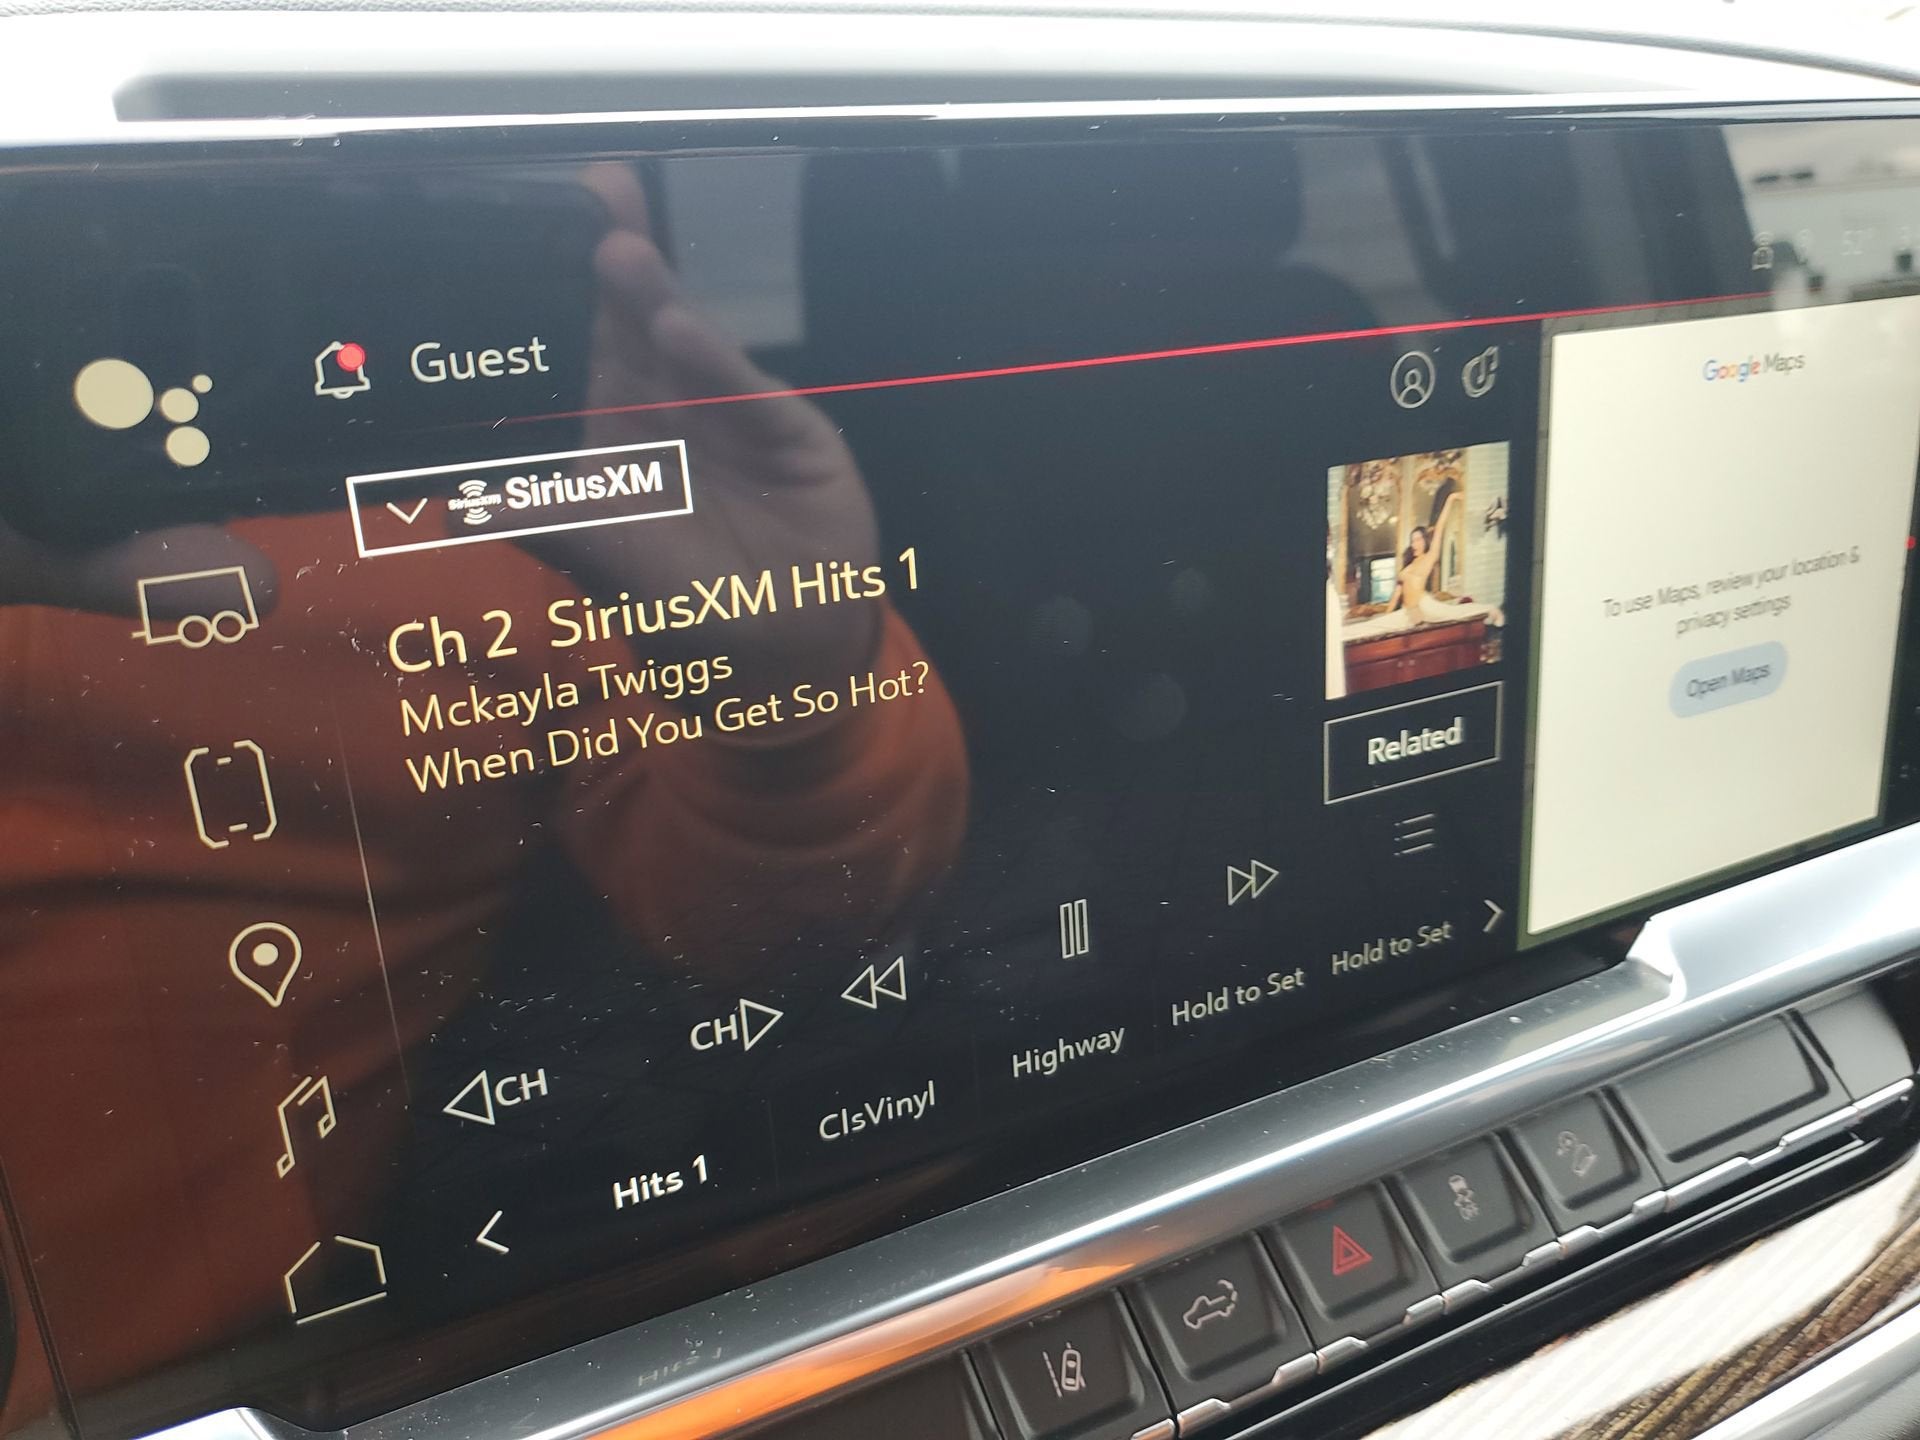 Guest
SiriusXM SiriusXM
Ch 2 SiriusXM Hits 1
Mckayla Twiggs
When Did You Get So Hot?
Related
CH
CH
Hits 1
ClsVinyl
Highway
Hold to Set
Hold to Set
52°
Google Maps
To use Maps, review your location &
privacy settings
Open Maps